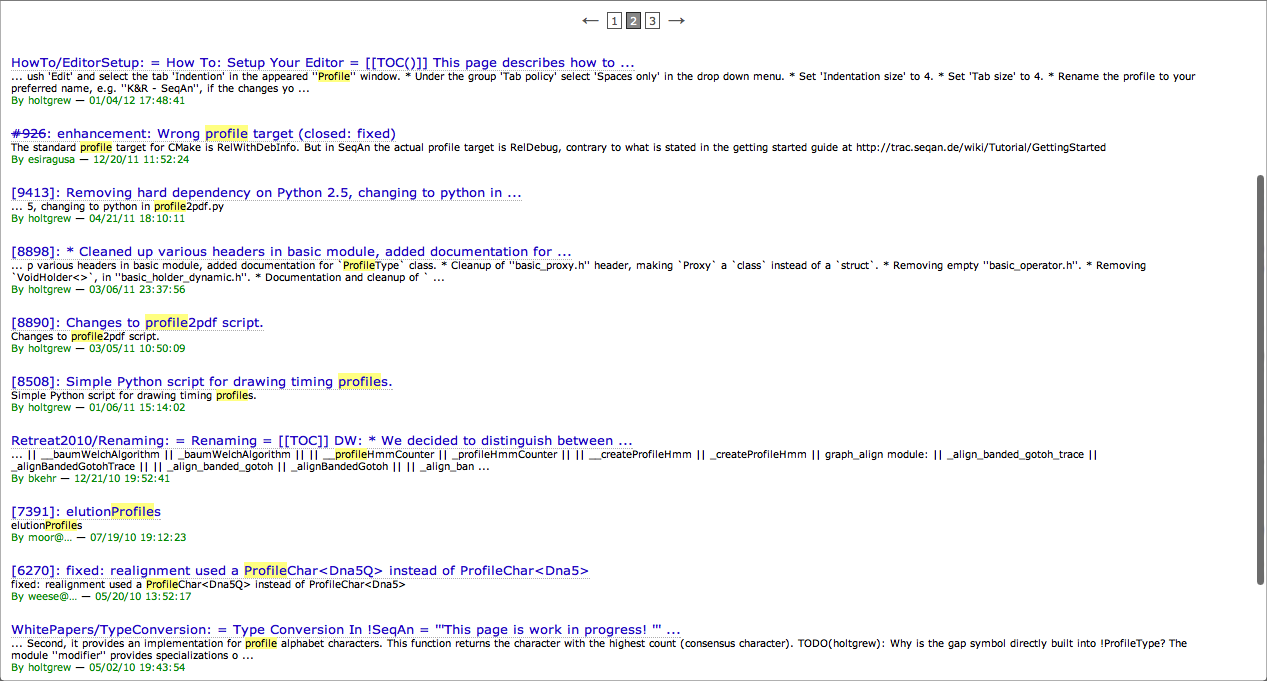 ← 1 2 3 →
HowTo/EditorSetup: = How To: Setup Your Editor = [[TOC()]] This page describes how to ...
... ush 'Edit' and select the tab 'Indention' in the appeared ''Profile'' window. * Under the group 'Tab policy' select 'Spaces only' in the drop down menu. * Set 'Indentation size' to 4. * Set 'Tab size' to 4. * Rename the profile to your
preferred name, e.g. ''K&R - SeqAn'', if the changes yo ...
By holtgrew — 01/04/12 17:48:41
#926: enhancement: Wrong profile target (closed: fixed)
The standard profile target for CMake is RelWithDebInfo. But in SeqAn the actual profile target is RelDebug, contrary to what is stated in the getting started guide at http://trac.seqan.de/wiki/Tutorial/GettingStarted
By esiragusa — 12/20/11 11:52:24
[9413]: Removing hard dependency on Python 2.5, changing to python in ...
... 5, changing to python in profile2pdf.py
By holtgrew — 04/21/11 18:10:11
[8898]: * Cleaned up various headers in basic module, added documentation for ...
... p various headers in basic module, added documentation for `ProfileType` class. * Cleanup of ''basic_proxy.h'' header, making `Proxy` a `class` instead of a `struct`. * Removing empty ''basic_operator.h''. * Removing
`VoidHolder<>`, in ''basic_holder_dynamic.h''. * Documentation and cleanup of ` ...
By holtgrew — 03/06/11 23:37:56
[8890]: Changes to profile2pdf script.
Changes to profile2pdf script.
By holtgrew — 03/05/11 10:50:09
[8508]: Simple Python script for drawing timing profiles.
Simple Python script for drawing timing profiles.
By holtgrew — 01/06/11 15:14:02
Retreat2010/Renaming: = Renaming = [[TOC]] DW: * We decided to distinguish between ...
... || __baumWelchAlgorithm || _baumWelchAlgorithm || || __profileHmmCounter || _profileHmmCounter || || __createProfileHmm || _createProfileHmm || graph_align module: || _align_banded_gotoh_trace ||
_alignBandedGotohTrace || || _align_banded_gotoh || _alignBandedGotoh || || _align_ban ...
By bkehr — 12/21/10 19:52:41
[7391]: elutionProfiles
elutionProfiles
By moor@… — 07/19/10 19:12:23
[6270]: fixed: realignment used a ProfileChar<Dna5Q> instead of ProfileChar<Dna5>
fixed: realignment used a ProfileChar<Dna5Q> instead of ProfileChar<Dna5>
By weese@… — 05/20/10 13:52:17
WhitePapers/TypeConversion: = Type Conversion In !SeqAn = '''This page is work in progress! ''' ...
... Second, it provides an implementation for profile alphabet characters. This function returns the character with the highest count (consensus character). TODO(holtgrew): Why is the gap symbol directly built into !ProfileType? The
module ''modifier'' provides specializations o ...
By holtgrew — 05/02/10 19:43:54